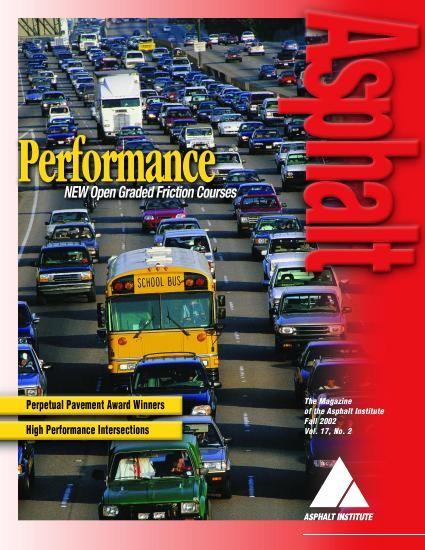 Asphalt
Performance
NEW Open Graded Friction Courses
SCHOOL BUS
Perpetual Pavement Award Winners
High Performance Intersections
The Magazine
of the Asphalt Institute
Fall 2002
Vol. 17, No. 2
ASPHALT INSTITUTE